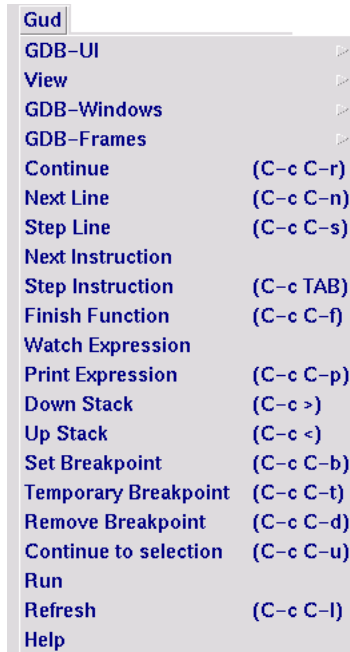 Gud
GDB-UI
View
GDB-Windows
GDB-Frames
Continue (C-c C-r)
Next Line (C-c C-n)
Step Line (C-c C-s)
Next Instruction
Step Instruction (C-c TAB)
Finish Function (C-c C-f)
Watch Expression
Print Expression (C-c C-p)
Down Stack (C-c >)
Up Stack (C-c <)
Set Breakpoint (C-c C-b)
Temporary Breakpoint (C-c C-t)
Remove Breakpoint (C-c C-d)
Continue to selection (C-c C-u)
Run
Refresh (C-c C-l)
Help